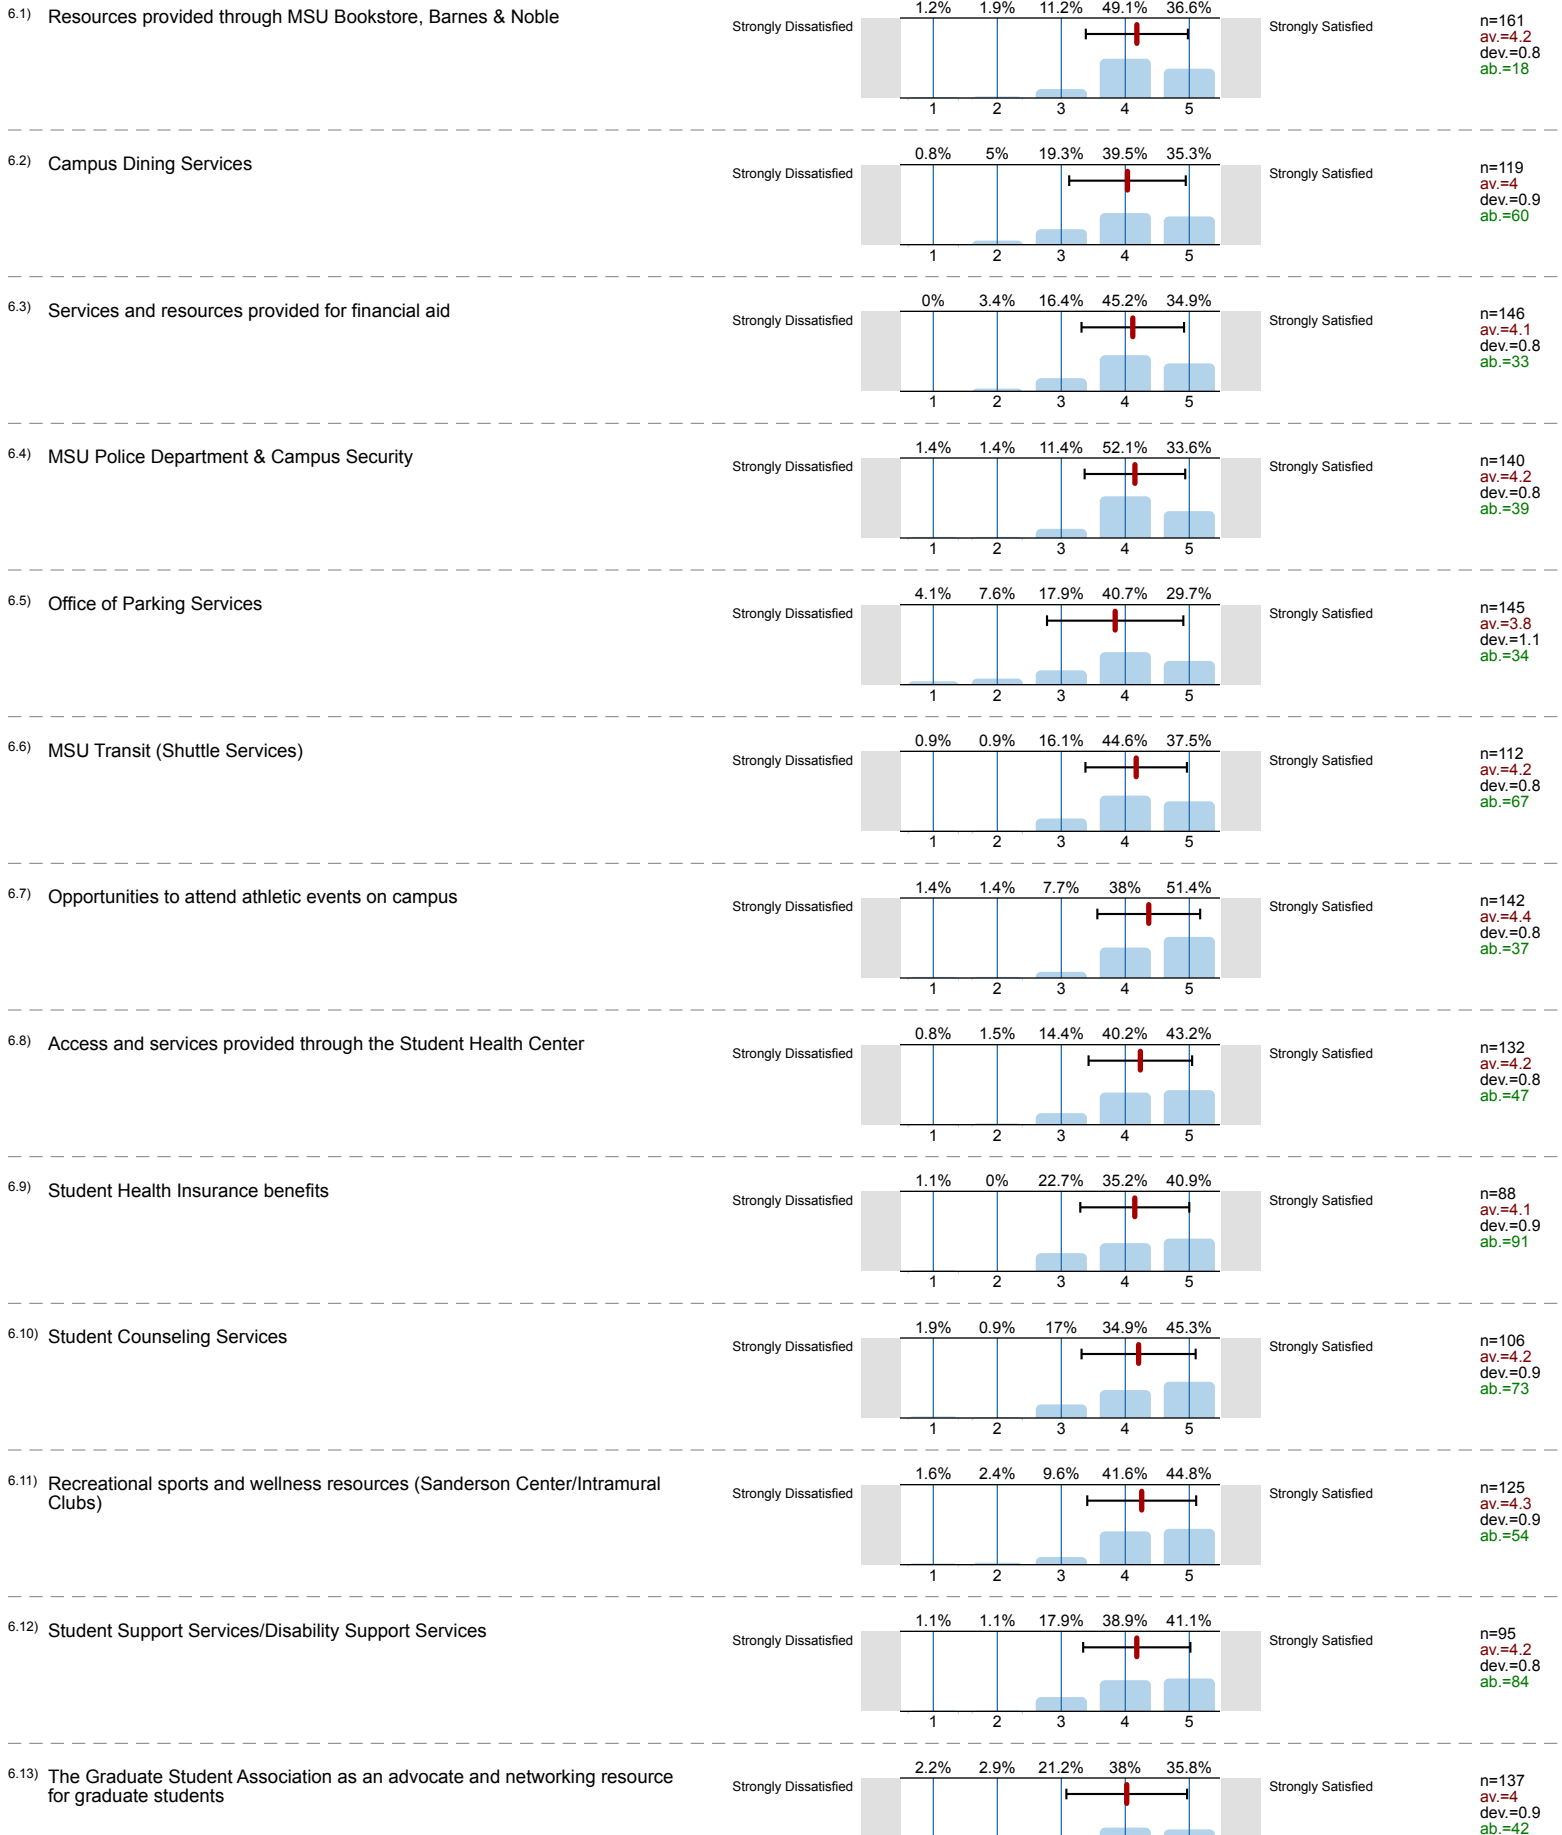 6.1) Resources provided through MSU Bookstore, Barnes & Noble
1.2% 1.9% 11.2% 49.1% 36.6%
Strongly Dissatisfied
Strongly Satisfied
n=161
av.=4.2
dev.=0.8
ab.=18
1 2 3 4 5
6.2) Campus Dining Services
0.8% 5% 19.3% 39.5% 35.3%
Strongly Dissatisfied
Strongly Satisfied
n=119
av.=4
dev.=0.9
ab.=60
1 2 3 4 5
6.3) Services and resources provided for financial aid
0% 3.4% 16.4% 45.2% 34.9%
Strongly Dissatisfied
Strongly Satisfied
n=146
av.=4.1
dev.=0.8
ab.=33
1 2 3 4 5
6.4) MSU Police Department & Campus Security
1.4% 1.4% 11.4% 52.1% 33.6%
Strongly Dissatisfied
Strongly Satisfied
n=140
av.=4.2
dev.=0.8
ab.=39
1 2 3 4 5
6.5) Office of Parking Services
4.1% 7.6% 17.9% 40.7% 29.7%
Strongly Dissatisfied
Strongly Satisfied
n=145
av.=3.8
dev.=1.1
ab.=34
1 2 3 4 5
6.6) MSU Transit (Shuttle Services)
0.9% 0.9% 16.1% 44.6% 37.5%
Strongly Dissatisfied
Strongly Satisfied
n=112
av.=4.2
dev.=0.8
ab.=67
1 2 3 4 5
6.7) Opportunities to attend athletic events on campus
1.4% 1.4% 7.7% 38% 51.4%
Strongly Dissatisfied
Strongly Satisfied
n=142
av.=4.4
dev.=0.8
ab.=37
1 2 3 4 5
6.8) Access and services provided through the Student Health Center
0.8% 1.5% 14.4% 40.2% 43.2%
Strongly Dissatisfied
Strongly Satisfied
n=132
av.=4.2
dev.=0.8
ab.=47
1 2 3 4 5
6.9) Student Health Insurance benefits
1.1% 0% 22.7% 35.2% 40.9%
Strongly Dissatisfied
Strongly Satisfied
n=88
av.=4.1
dev.=0.9
ab.=91
1 2 3 4 5
6.10) Student Counseling Services
1.9% 0.9% 17% 34.9% 45.3%
Strongly Dissatisfied
Strongly Satisfied
n=106
av.=4.2
dev.=0.9
ab.=73
1 2 3 4 5
6.11) Recreational sports and wellness resources (Sanderson Center/Intramural
Clubs)
1.6% 2.4% 9.6% 41.6% 44.8%
Strongly Dissatisfied
Strongly Satisfied
n=125
av.=4.3
dev.=0.9
ab.=54
1 2 3 4 5
6.12) Student Support Services/Disability Support Services
1.1% 1.1% 17.9% 38.9% 41.1%
Strongly Dissatisfied
Strongly Satisfied
n=95
av.=4.2
dev.=0.8
ab.=84
1 2 3 4 5
6.13) The Graduate Student Association as an advocate and networking resource
for graduate students
2.2% 2.9% 21.2% 38% 35.8%
Strongly Dissatisfied
Strongly Satisfied
n=137
av.=4
dev.=0.9
ab.=42